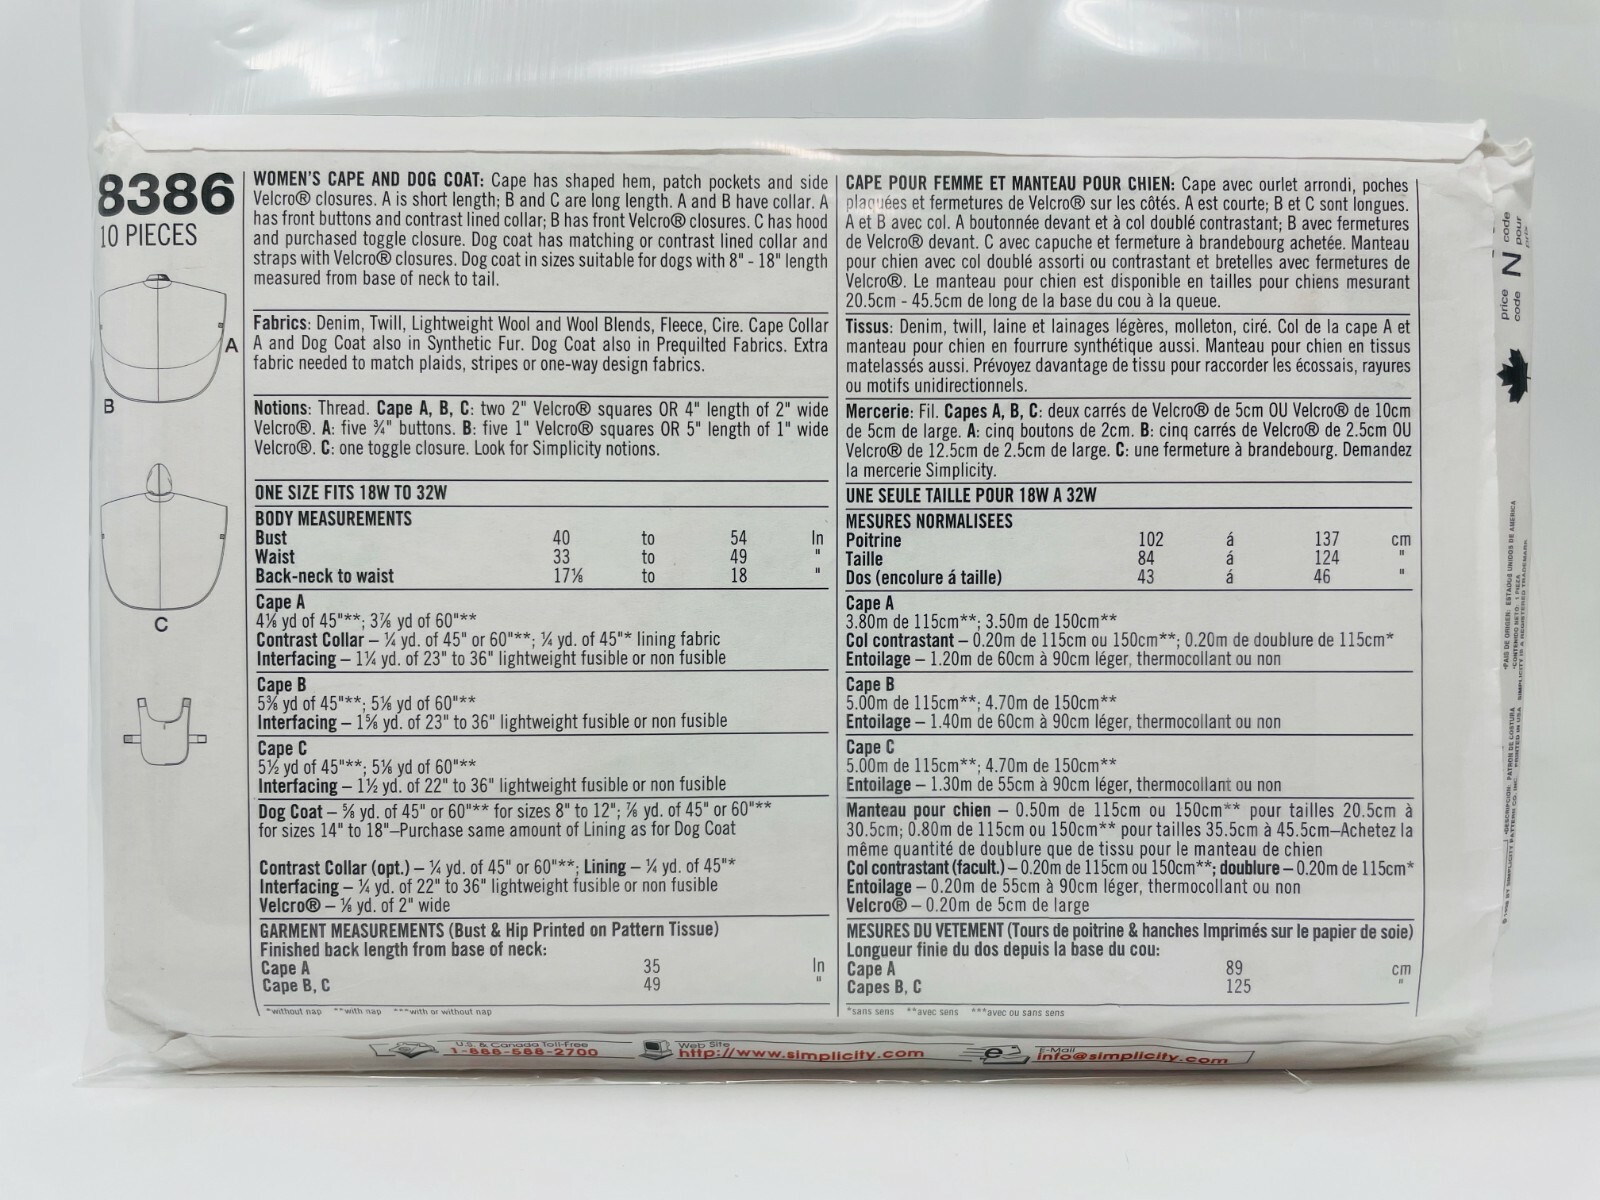 8386
10 PIECES
A
B
C
WOMEN'S CAPE AND DOG COAT: Cape has shaped hem, patch pockets and side
Velcro® closures. A is short length; B and C are long length. A and B have collar. A
has front buttons and contrast lined collar; B has front Velcro® closures. C has hood
and purchased toggle closure. Dog coat has matching or contrast lined collar and
straps with Velcro® closures. Dog coat in sizes suitable for dogs with 8" - 18" length
measured from base of neck to tail.
Fabrics: Denim, Twill, Lightweight Wool and Wool Blends, Fleece, Cire. Cape Collar
A and Dog Coat also in Synthetic Fur. Dog Coat also in Prequilted Fabrics. Extra
fabric needed to match plaids, stripes or one-way design fabrics.
Notions: Thread. Cape A, B, C: two 2" Velcro® squares OR 4" length of 2" wide
Velcro®. A: five ¾" buttons. B: five 1" Velcro® squares OR 5" length of 1" wide
Velcro®. C: one toggle closure. Look for Simplicity notions.
ONE SIZE FITS 18W TO 32W
BODY MEASUREMENTS
Bust 40 to 54 In
Waist 33 to 49 "
Back-neck to waist 17⅛ to 18 "
Cape A
4⅛ yd of 45"**; 3⅞ yd of 60"**
Contrast Collar – ¼ yd. of 45" or 60"**; ¼ yd. of 45"* lining fabric
Interfacing – 1¼ yd. of 23" to 36" lightweight fusible or non fusible
Cape B
5⅜ yd of 45"**; 5⅛ yd of 60"**
Interfacing – 1⅝ yd. of 23" to 36" lightweight fusible or non fusible
Cape C
5½ yd of 45"**; 5⅛ yd of 60"**
Interfacing – 1½ yd. of 22" to 36" lightweight fusible or non fusible
Dog Coat – ⅝ yd. of 45" or 60"** for sizes 8" to 12"; ⅞ yd. of 45" or 60"**
for sizes 14" to 18"–Purchase same amount of Lining as for Dog Coat
Contrast Collar (opt.) – ¼ yd. of 45" or 60"**; Lining – ¼ yd. of 45"*
Interfacing – ¼ yd. of 22" to 36" lightweight fusible or non fusible
Velcro® – ⅛ yd. of 2" wide
GARMENT MEASUREMENTS (Bust & Hip Printed on Pattern Tissue)
Finished back length from base of neck:
Cape A 35 In
Cape B, C 49 "
*without nap **with nap ***with or without nap
CAPE POUR FEMME ET MANTEAU POUR CHIEN: Cape avec ourlet arrondi, poches
plaquées et fermetures de Velcro® sur les côtés. A est courte; B et C sont longues.
A et B avec col. A boutonnée devant et à col doublé contrastant; B avec fermetures
de Velcro® devant. C avec capuche et fermeture à brandebourg achetée. Manteau
pour chien avec col doublé assorti ou contrastant et bretelles avec fermetures de
Velcro®. Le manteau pour chien est disponible en tailles pour chiens mesurant
20.5cm - 45.5cm de long de la base du cou à la queue.
Tissus: Denim, twill, laine et lainages légères, molleton, ciré. Col de la cape A et
manteau pour chien en fourrure synthétique aussi. Manteau pour chien en tissus
matelassés aussi. Prévoyez davantage de tissu pour raccorder les écossais, rayures
ou motifs unidirectionnels.
Mercerie: Fil. Capes A, B, C: deux carrés de Velcro® de 5cm OU Velcro® de 10cm
de 5cm de large. A: cinq boutons de 2cm. B: cinq carrés de Velcro® de 2.5cm OU
Velcro® de 12.5cm de 2.5cm de large. C: une fermeture à brandebourg. Demandez
la mercerie Simplicity.
UNE SEULE TAILLE POUR 18W A 32W
MESURES NORMALISEES
Poitrine 102 á 137 cm
Taille 84 á 124 "
Dos (encolure á taille) 43 á 46 "
Cape A
3.80m de 115cm**; 3.50m de 150cm**
Col contrastant – 0.20m de 115cm ou 150cm**; 0.20m de doublure de 115cm*
Entoilage – 1.20m de 60cm à 90cm léger, thermocollant ou non
Cape B
5.00m de 115cm**; 4.70m de 150cm**
Entoilage – 1.40m de 60cm à 90cm léger, thermocollant ou non
Cape C
5.00m de 115cm**; 4.70m de 150cm**
Entoilage – 1.30m de 55cm à 90cm léger, thermocollant ou non
Manteau pour chien – 0.50m de 115cm ou 150cm** pour tailles 20.5cm à
30.5cm; 0.80m de 115cm ou 150cm** pour tailles 35.5cm à 45.5cm–Achetez la
même quantité de doublure que de tissu pour le manteau de chien
Col contrastant (facult.) – 0.20m de 115cm ou 150cm**; doublure – 0.20m de 115cm*
Entoilage – 0.20m de 55cm à 90cm léger, thermocollant ou non
Velcro® – 0.20m de 5cm de large
MESURES DU VETEMENT (Tours de poitrine & hanches Imprimés sur le papier de soie)
Longueur finie du dos depuis la base du cou:
Cape A 89 cm
Capes B, C 125 "
*sans sens **avec sens ***avec ou sans sens
U.S. & Canada Toll-Free
1-888-588-2700
Web Site
http://www.simplicity.com
E-Mail
info@simplicity.com
price code N code pour